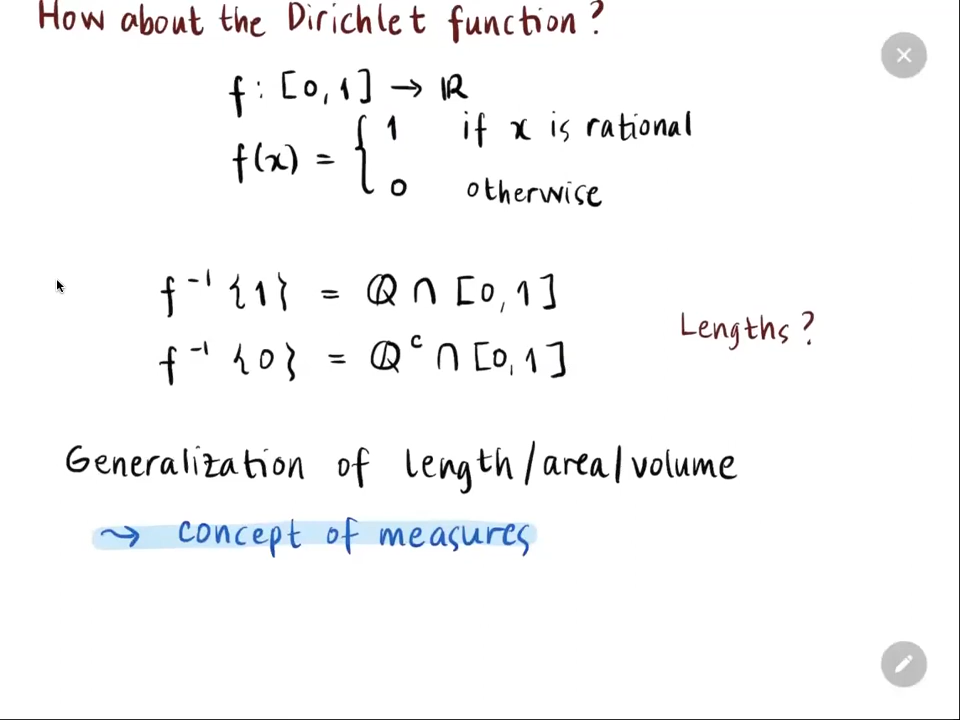 How about the Dirichlet function?
f : [0, 1] → ℝ
f(x) = { 1 if x is rational
0 otherwise
f⁻¹ {1} = ℚ ∩ [0, 1]
Lengths?
f⁻¹ {0} = ℚᶜ ∩ [0, 1]
Generalization of length/area/volume
⤳ concept of measures